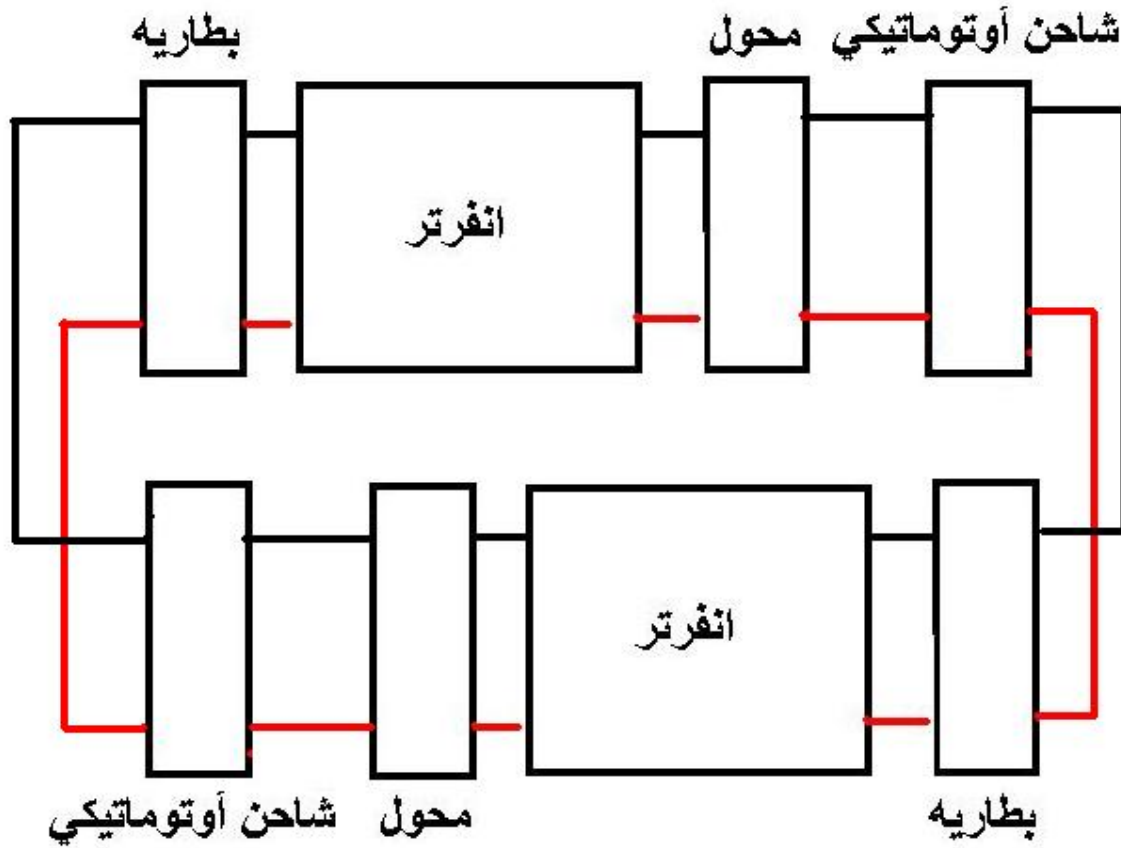 شاحن أوتوماتيكي
محول
بطاريه
انفرتر
انفرتر
بطاريه
محول
شاحن أوتوماتيكي